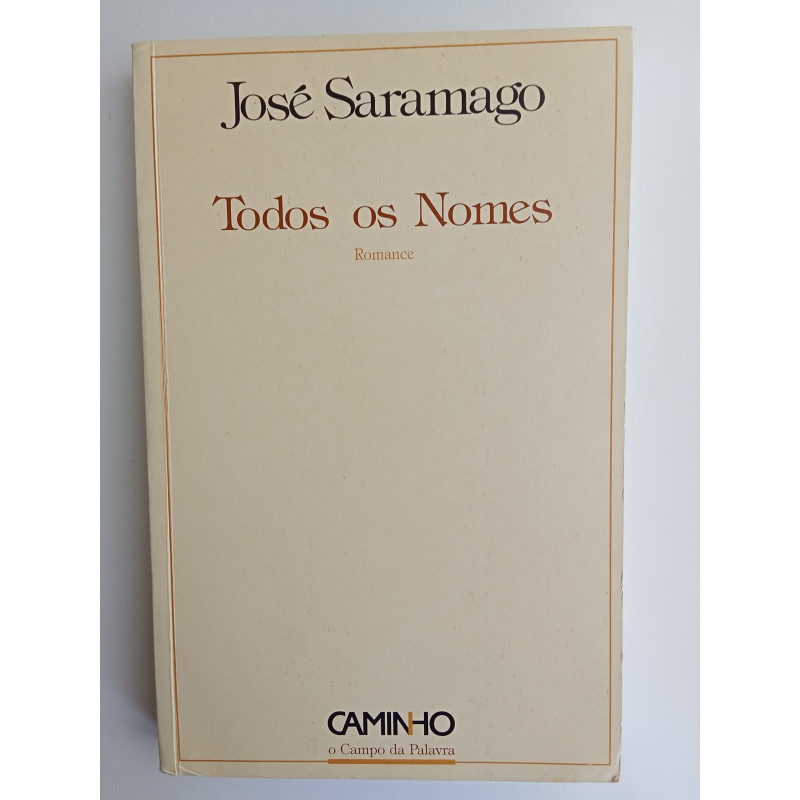 José Saramago
Todos os Nomes
Romance
CAMINHO
o Campo da Palavra